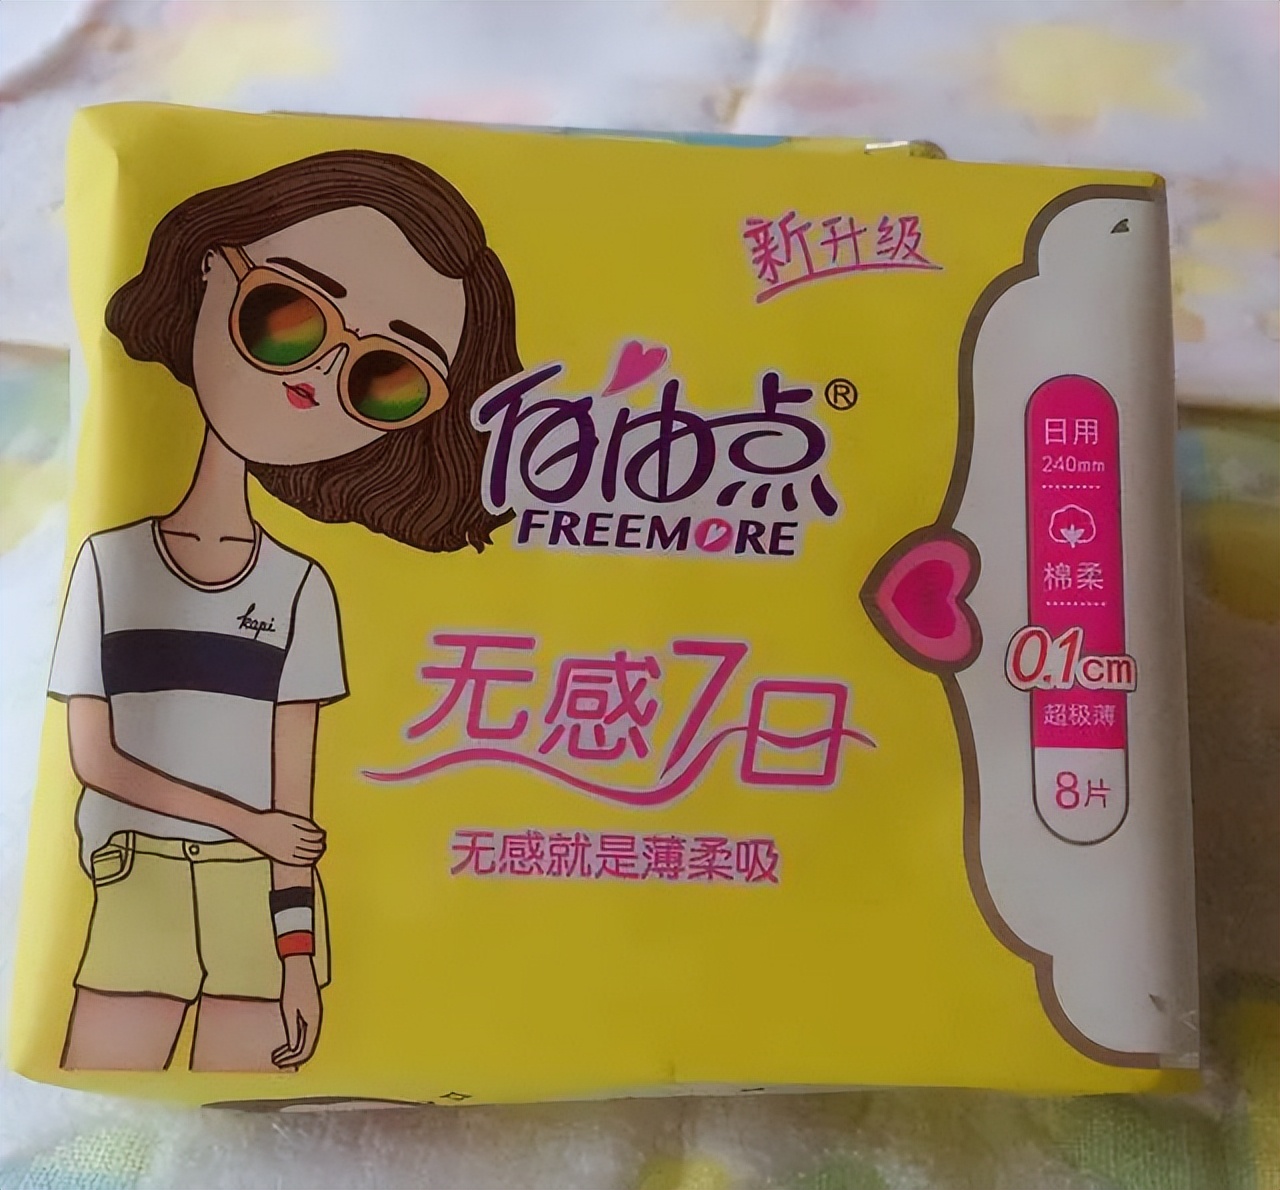 新升级
自由点®
FREEMORE
kapi
无感7日
无感就是薄柔吸
日用
240mm
棉柔
0.1cm
超极薄
8片